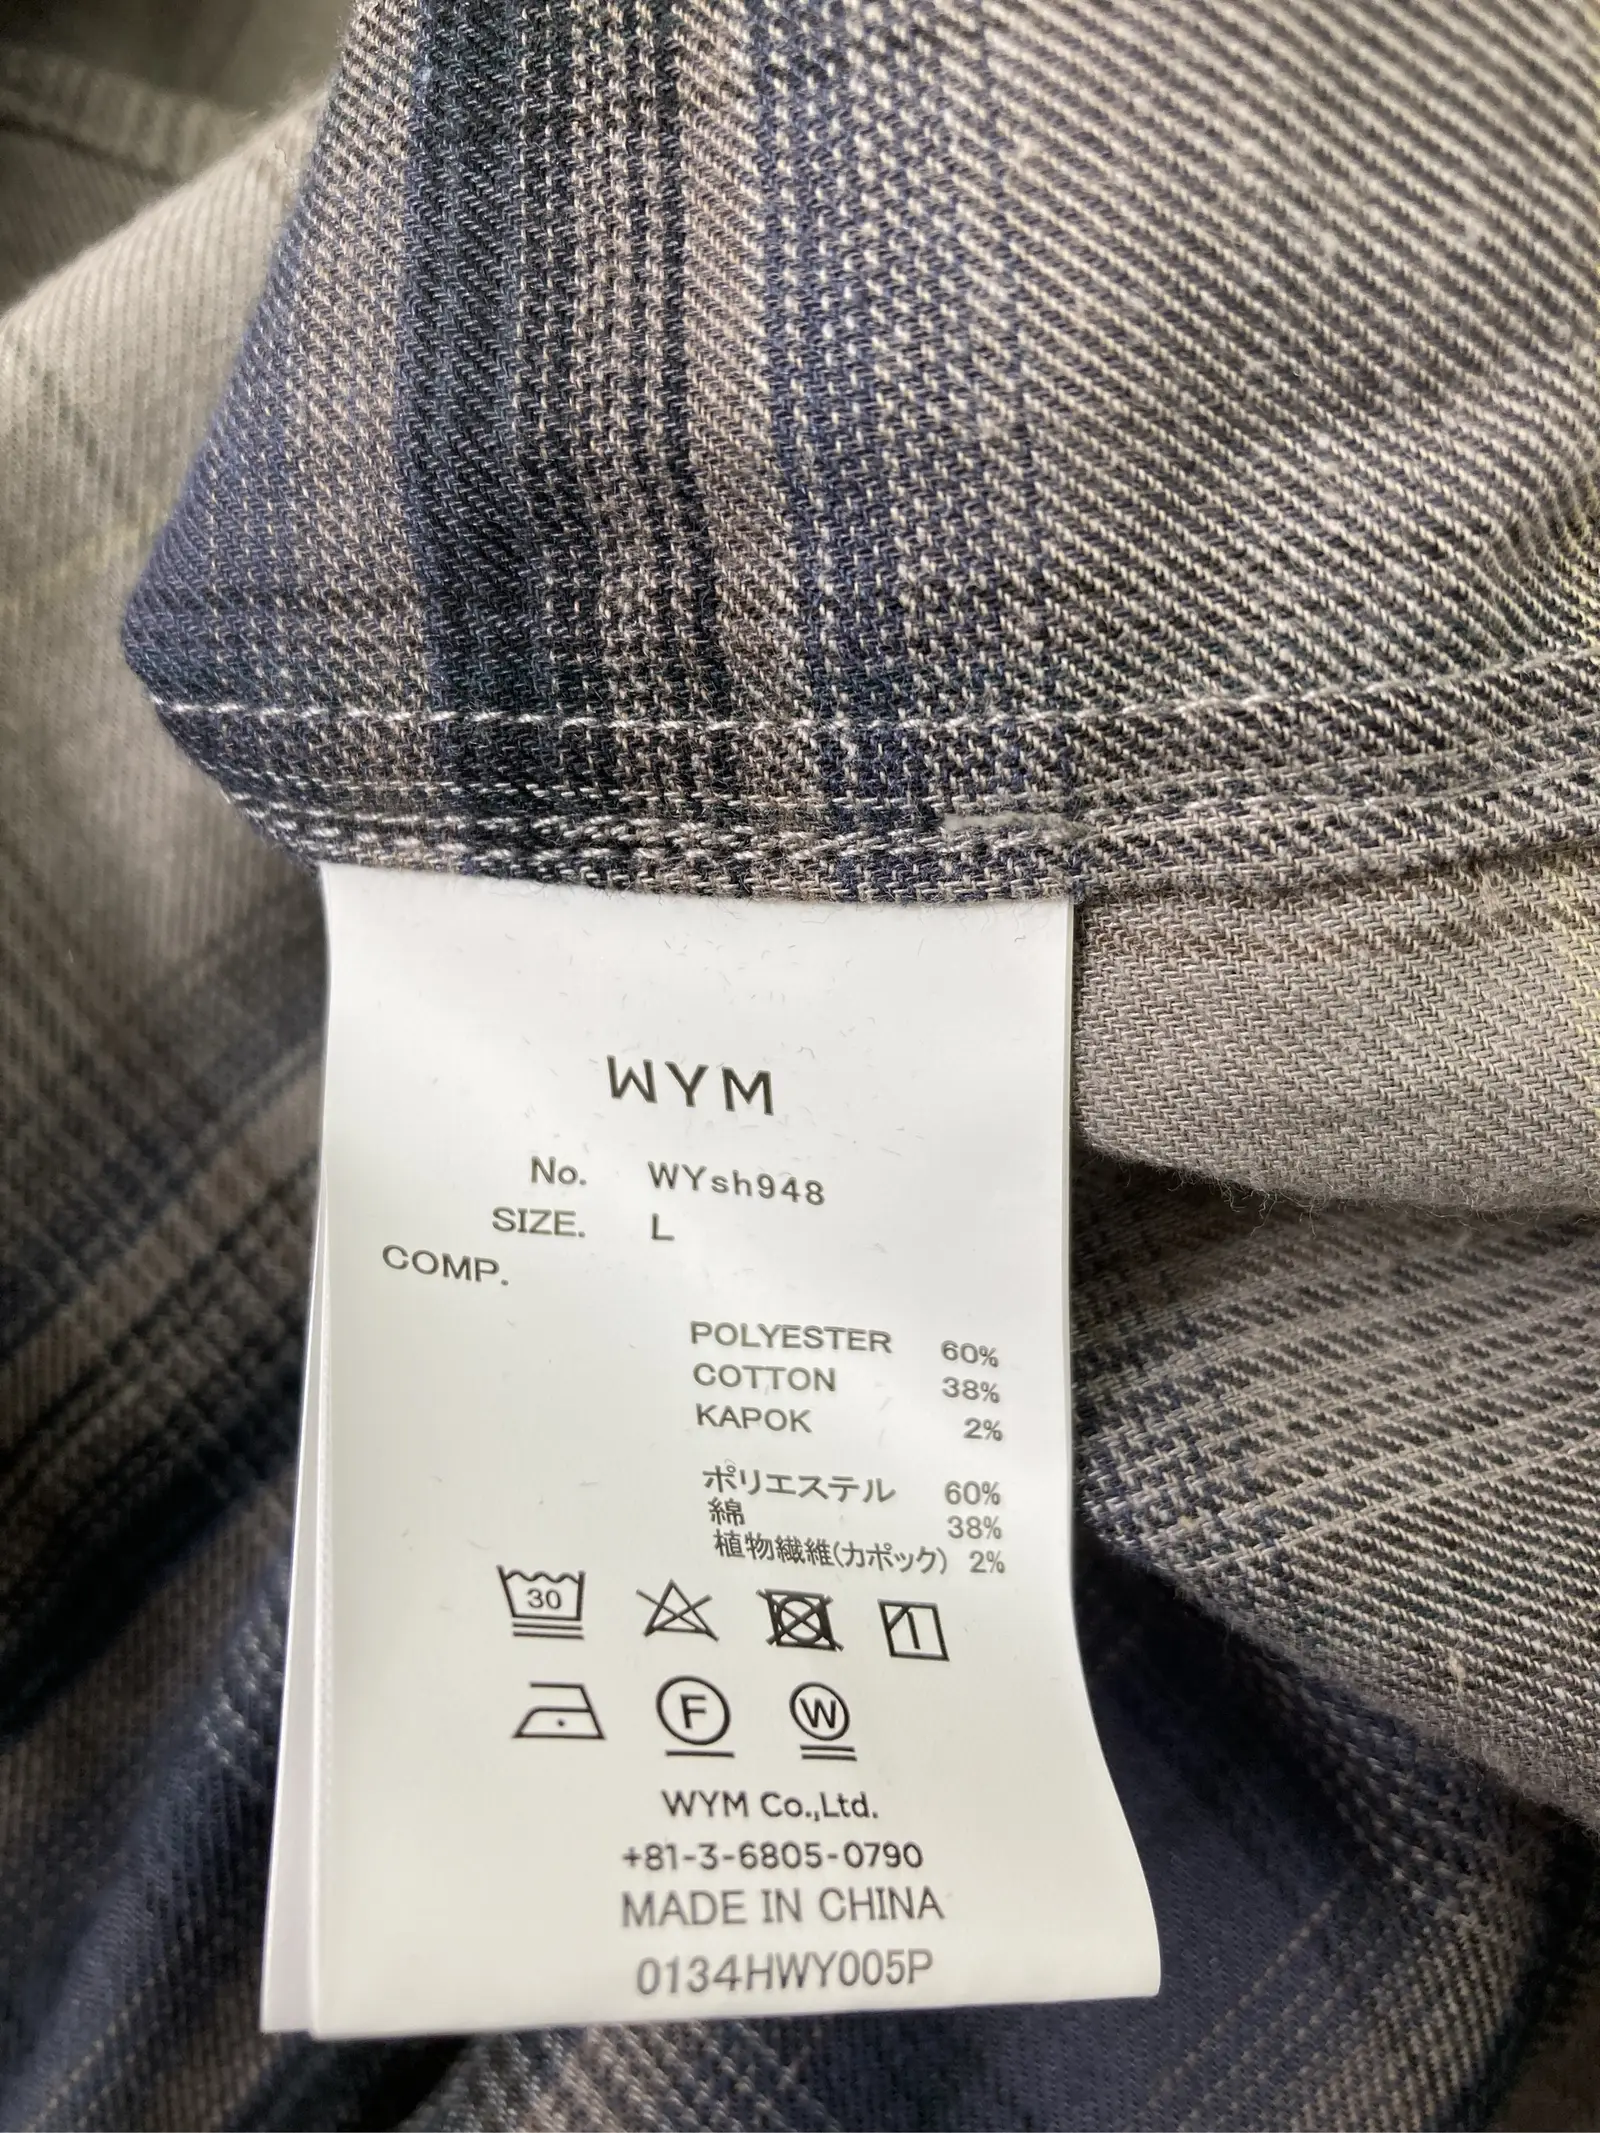 WYM
No. WYsh948
SIZE. L
COMP.
POLYESTER 60%
COTTON 38%
KAPOK 2%
ポリエステル 60%
綿 38%
植物繊維(カポック) 2%
30
F
W
WYM Co.,Ltd.
+81-3-6805-0790
MADE IN CHINA
0134HWY005P